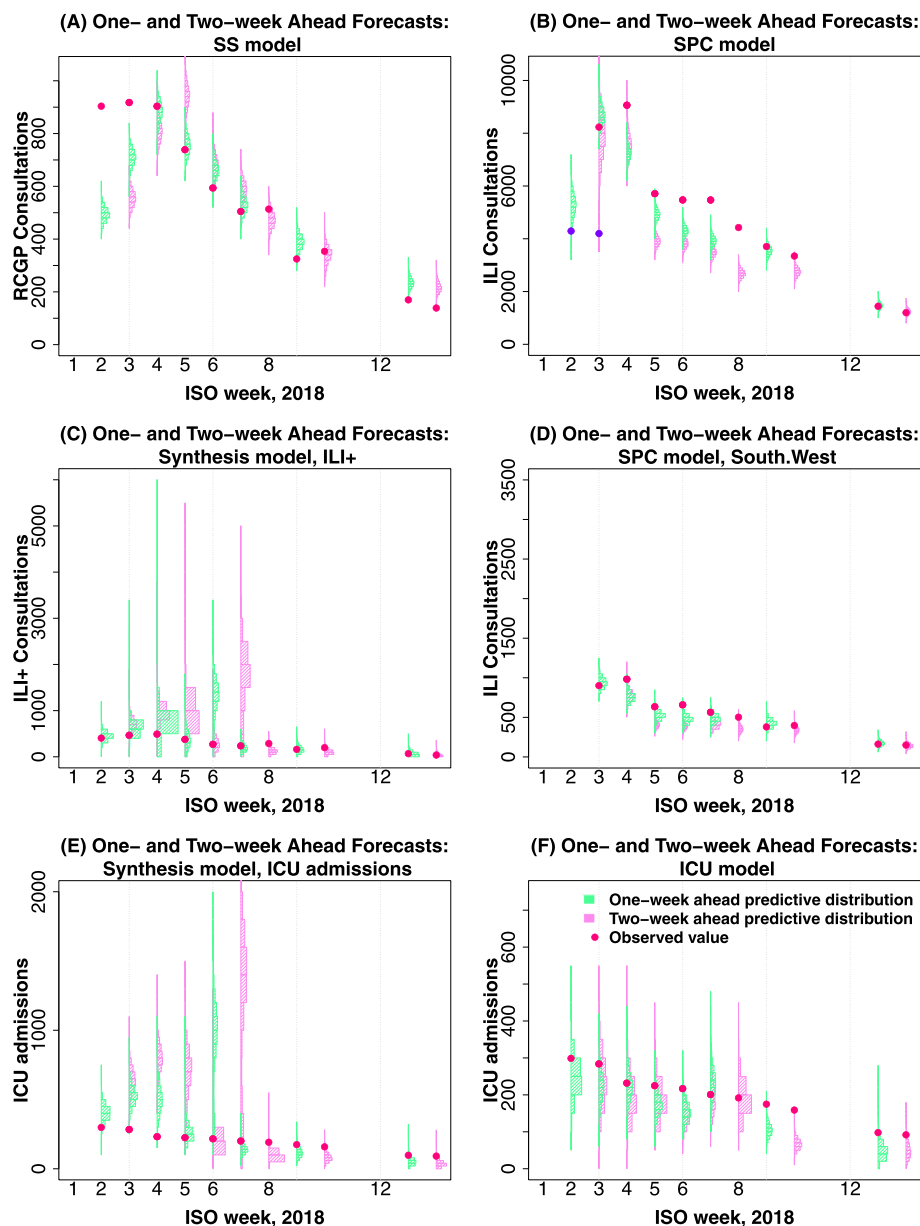 (A) One− and Two−week Ahead Forecasts:
SS model
RCGP Consultations
0
200
400
600
800
1 2 3 4 5 6 8 12
ISO week, 2018
(B) One− and Two−week Ahead Forecasts:
SPC model
ILI Consultations
0
2000
6000
10000
1 2 3 4 5 6 8 12
ISO week, 2018
(C) One− and Two−week Ahead Forecasts:
Synthesis model, ILI+
ILI+ Consultations
0
1000
3000
5000
1 2 3 4 5 6 8 12
ISO week, 2018
(D) One− and Two−week Ahead Forecasts:
SPC model, South.West
ILI Consultations
0
500
1500
2500
3500
1 2 3 4 5 6 8 12
ISO week, 2018
(E) One− and Two−week Ahead Forecasts:
Synthesis model, ICU admissions
ICU admissions
0
1000
2000
1 2 3 4 5 6 8 12
ISO week, 2018
(F) One− and Two−week Ahead Forecasts:
ICU model
One−week ahead predictive distribution
Two−week ahead predictive distribution
Observed value
ICU admissions
0
200
400
600
1 2 3 4 5 6 8 12
ISO week, 2018